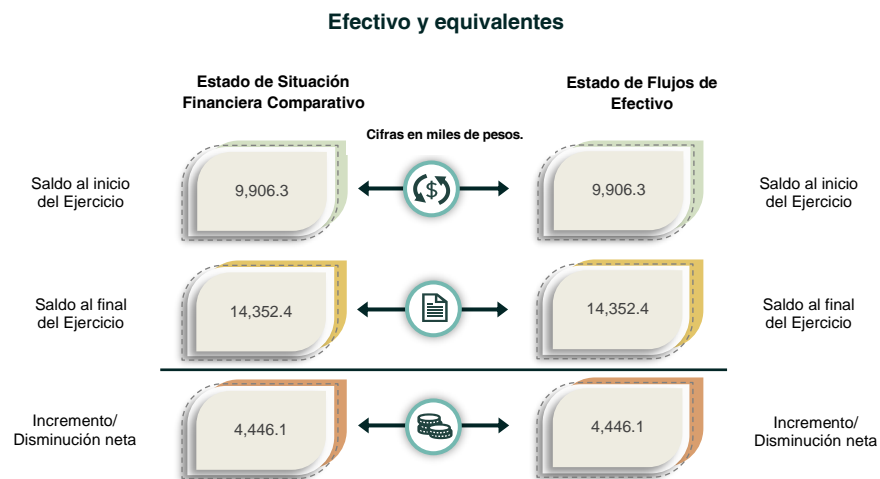 Efectivo y equivalentes
Estado de Situación
Financiera Comparativo
Estado de Flujos de
Efectivo
Cifras en miles de pesos.
Saldo al inicio
del Ejercicio
9,906.3
$
9,906.3
Saldo al inicio
del Ejercicio
Saldo al final
del Ejercicio
14,352.4
14,352.4
Saldo al final
del Ejercicio
Incremento/
Disminución neta
4,446.1
4,446.1
Incremento/
Disminución neta